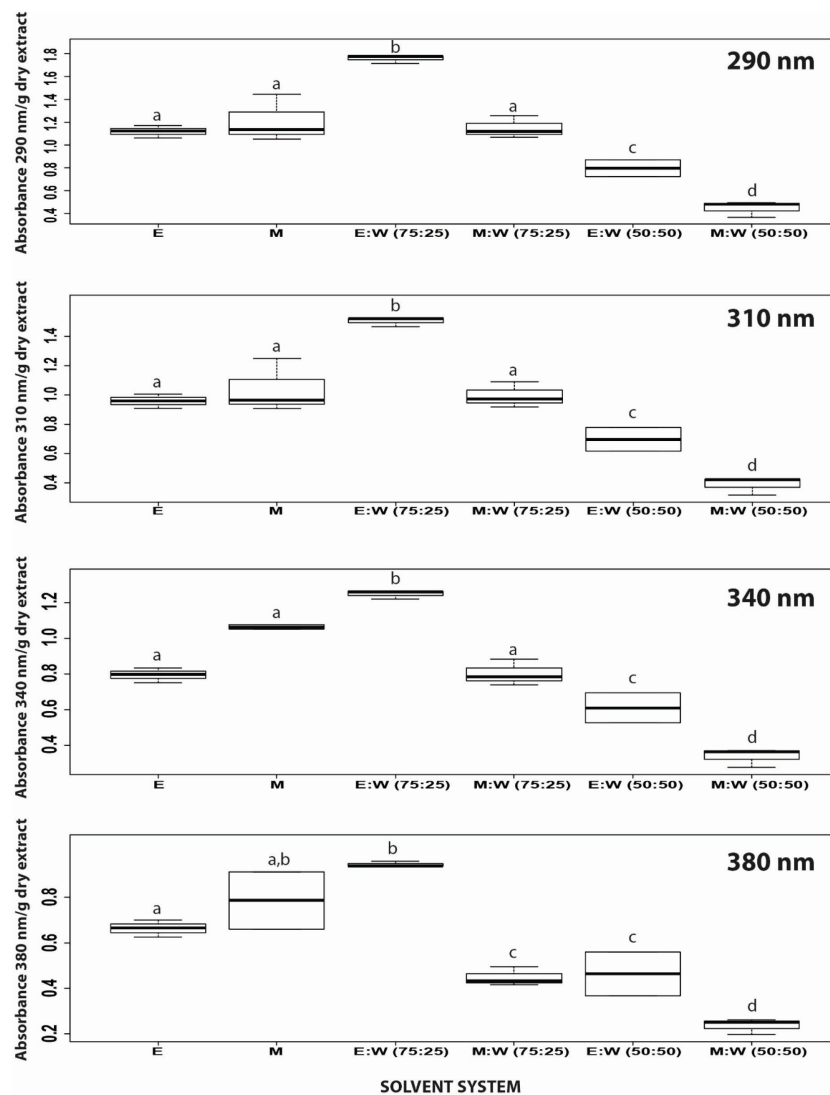 290 nm
Absorbance 290 nm/g dry extract
1.8
1.6
1.4
1.2
1.0
0.8
0.6
0.4
a
a
b
a
c
d
E
M
E:W (75:25)
M:W (75:25)
E:W (50:50)
M:W (50:50)
310 nm
Absorbance 310 nm/g dry extract
1.4
1.2
1.0
0.8
0.6
0.4
a
a
b
a
c
d
E
M
E:W (75:25)
M:W (75:25)
E:W (50:50)
M:W (50:50)
340 nm
Absorbance 340 nm/g dry extract
1.2
1.0
0.8
0.6
0.4
a
a
b
a
c
d
E
M
E:W (75:25)
M:W (75:25)
E:W (50:50)
M:W (50:50)
380 nm
Absorbance 380 nm/g dry extract
0.8
0.6
0.4
0.2
a
a,b
b
c
c
d
E
M
E:W (75:25)
M:W (75:25)
E:W (50:50)
M:W (50:50)
SOLVENT SYSTEM